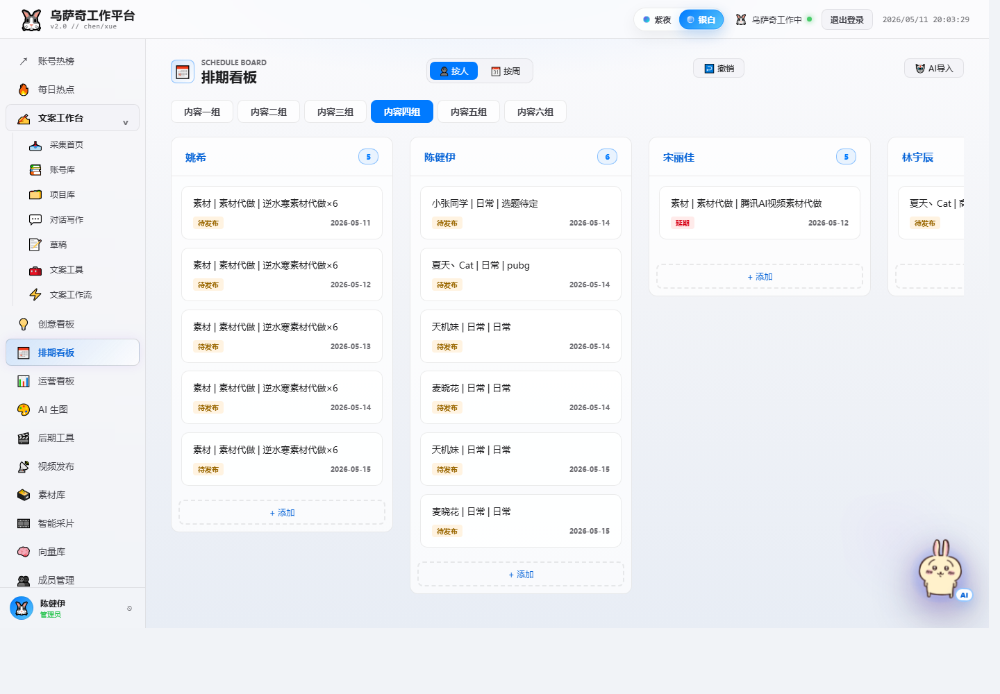 乌萨奇工作平台
v2.0 // chen/xue
紫夜
银白
乌萨奇工作中
退出登录
2026/05/11 20:03:29
账号热榜
每日热点
文案工作台
v
采集首页
账号库
项目库
对话写作
草稿
文案工具
文案工作流
创意看板
排期看板
运营看板
AI 生图
后期工具
视频发布
素材库
智能采片
向量库
成员管理
陈健伊
管理员
SCHEDULE BOARD
排期看板
按人
按周
撤销
AI导入
内容一组
内容二组
内容三组
内容四组
内容五组
内容六组
姚希
5
素材 | 素材代做 | 逆水寒素材代做×6
待发布
2026-05-11
素材 | 素材代做 | 逆水寒素材代做×6
待发布
2026-05-12
素材 | 素材代做 | 逆水寒素材代做×6
待发布
2026-05-13
素材 | 素材代做 | 逆水寒素材代做×6
待发布
2026-05-14
素材 | 素材代做 | 逆水寒素材代做×6
待发布
2026-05-15
+ 添加
陈健伊
6
小张同学 | 日常 | 选题待定
待发布
2026-05-14
夏天丶Cat | 日常 | pubg
待发布
2026-05-14
天机妹 | 日常 | 日常
待发布
2026-05-14
麦晓花 | 日常 | 日常
待发布
2026-05-14
天机妹 | 日常 | 日常
待发布
2026-05-15
麦晓花 | 日常 | 日常
待发布
2026-05-15
+ 添加
宋丽佳
5
素材 | 素材代做 | 腾讯AI视频素材代做
延期
2026-05-12
+ 添加
林宇辰
夏天丶Cat |
待发布
AI